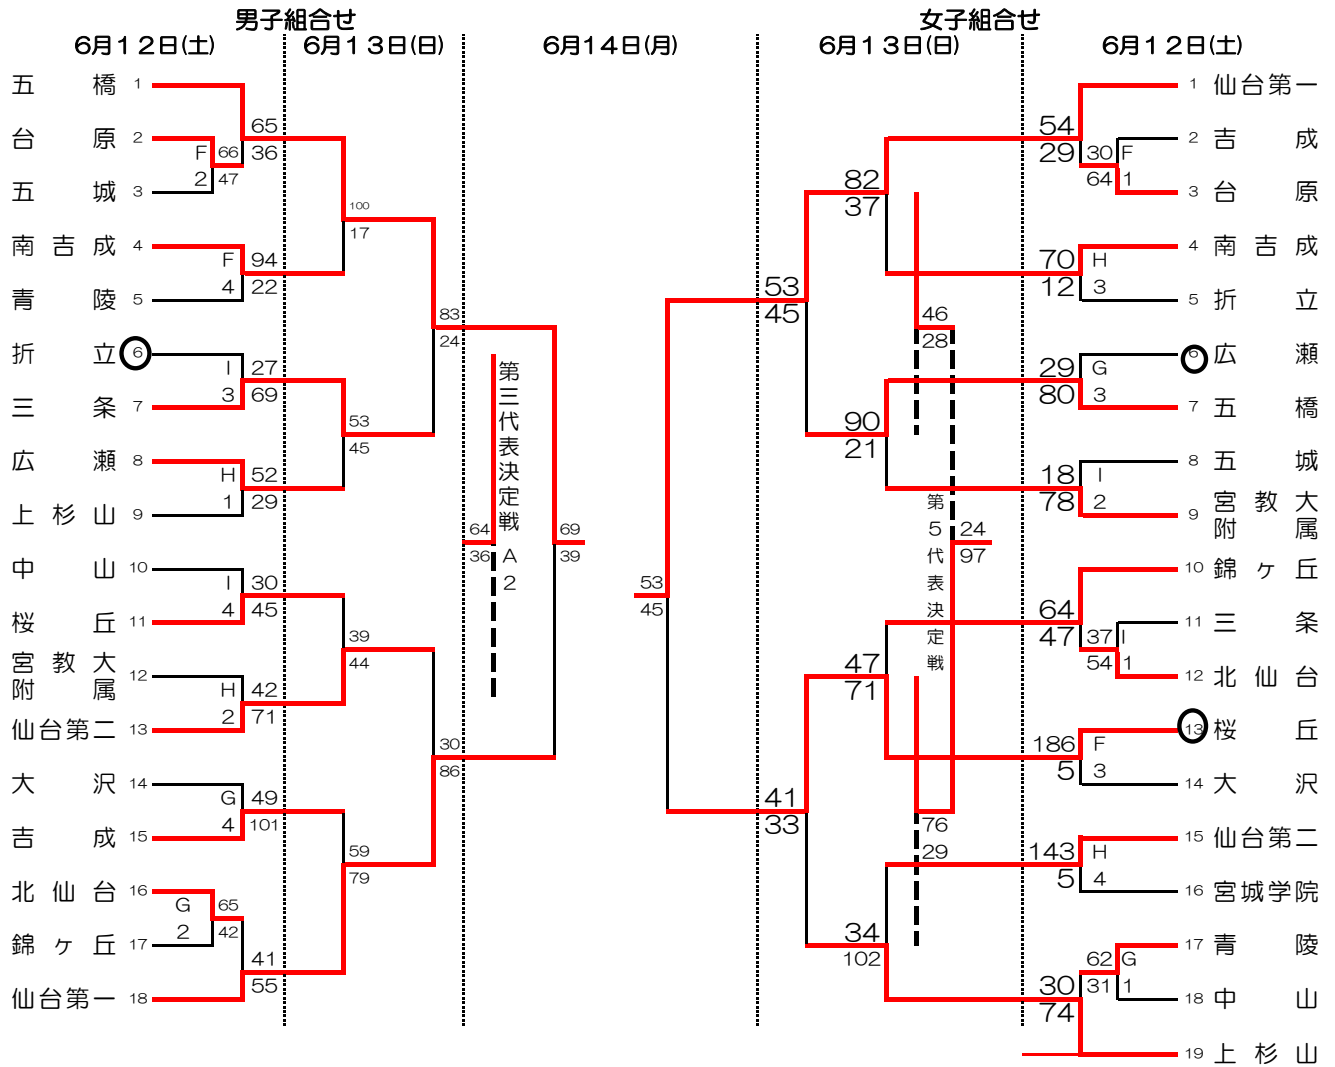 男子組合せ
女子組合せ
6月１２日(土)
6月１３日(日)
6月14日(月)
6月１３日(日)
6月１２日(土)
五橋 1
台原 2
五城 3
南吉成 4
青陵 5
折立 6
三条 7
広瀬 8
上杉山 9
中山 10
桜丘 11
宮教大附属 12
仙台第二 13
大沢 14
吉成 15
北仙台 16
錦ヶ丘 17
仙台第一 18
F 66
2 47
65
36
F 94
4 22
I 27
3 69
H 52
1 29
I 30
4 45
H 42
2 71
G 49
4 101
G 65
2 42
41
55
100
17
53
45
39
44
59
79
83
24
30
86
第三代表決定戦
A
2
64
36
69
39
53
45
53
45
41
33
82
37
90
21
47
71
34
102
46
28
第5代表決定戦
24
97
76
29
54
29
30 F
64 1
70 H
12 3
29 G
80 3
18 I
78 2
64
47
37 I
54 1
186 F
5 3
143 H
5 4
62 G
31 1
30
74
1 仙台第一
2 吉成
3 台原
4 南吉成
5 折立
6 広瀬
7 五橋
8 五城
9 宮教大附属
10 錦ヶ丘
11 三条
12 北仙台
13 桜丘
14 大沢
15 仙台第二
16 宮城学院
17 青陵
18 中山
19 上杉山